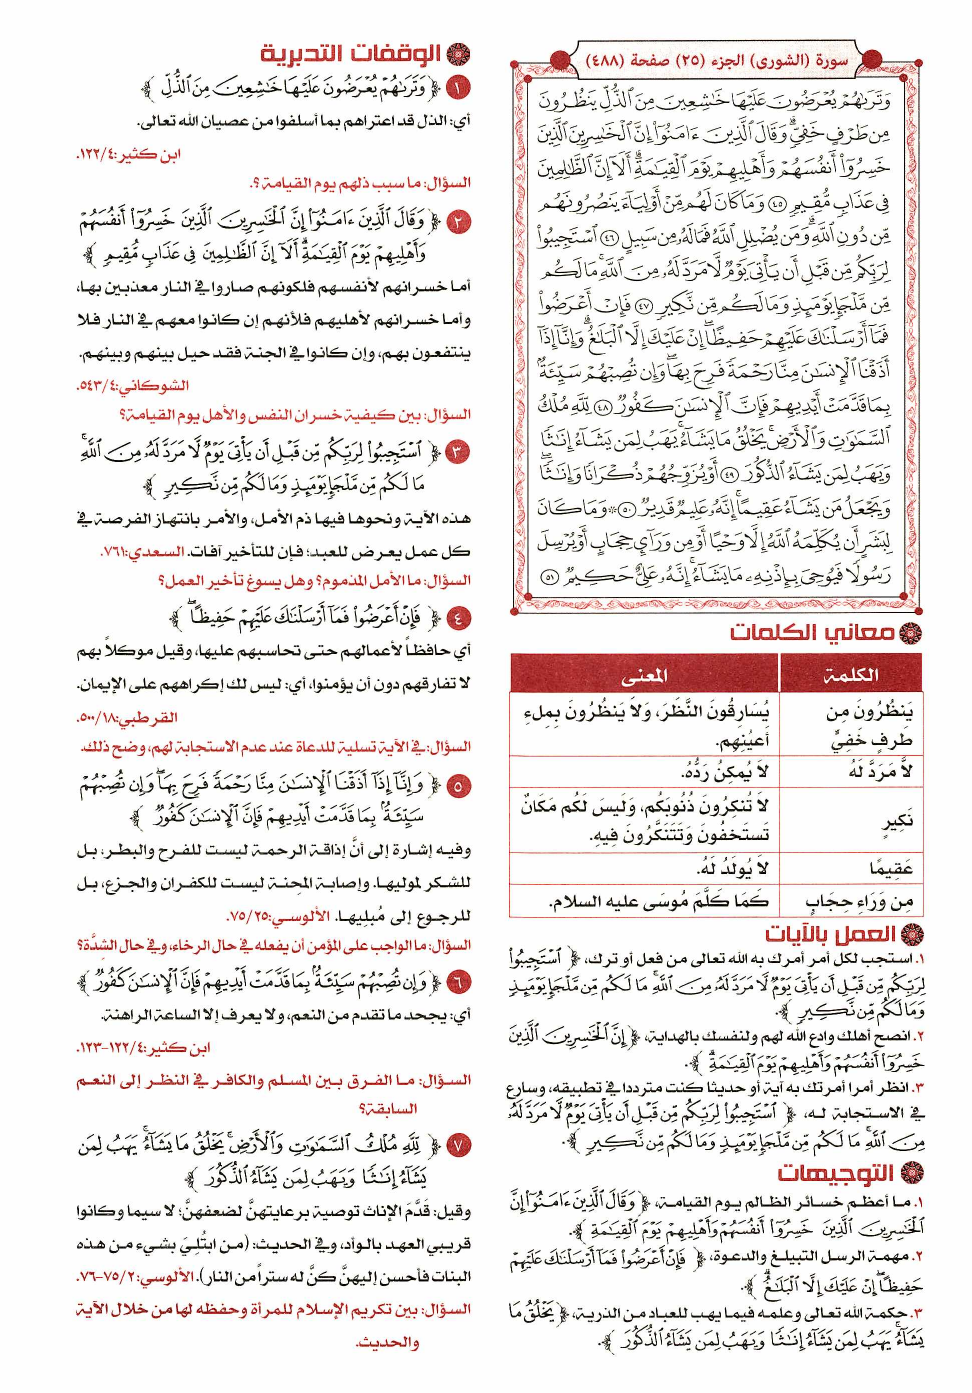 سورة (الشورى) الجزء (٢٥) صفحة (٤٨٨)
وَتَرَىٰهُمْ يُعْرَضُونَ عَلَيْهَا خَٰشِعِينَ مِنَ ٱلذُّلِّ يَنظُرُونَ
مِن طَرْفٍ خَفِيٍّ ۗ وَقَالَ ٱلَّذِينَ ءَامَنُوٓا۟ إِنَّ ٱلْخَٰسِرِينَ ٱلَّذِينَ
خَسِرُوٓا۟ أَنفُسَهُمْ وَأَهْلِيهِمْ يَوْمَ ٱلْقِيَٰمَةِ ۗ أَلَآ إِنَّ ٱلظَّٰلِمِينَ
فِى عَذَابٍ مُّقِيمٍ ٤٥ وَمَا كَانَ لَهُم مِّنْ أَوْلِيَآءَ يَنصُرُونَهُم
مِّن دُونِ ٱللَّهِ ۗ وَمَن يُضْلِلِ ٱللَّهُ فَمَا لَهُۥ مِن سَبِيلٍ ٤٦ ٱسْتَجِيبُوا۟
لِرَبِّكُم مِّن قَبْلِ أَن يَأْتِىَ يَوْمٌ لَّا مَرَدَّ لَهُۥ مِنَ ٱللَّهِ ۚ مَا لَكُم
مِّن مَّلْجَإٍ يَوْمَئِذٍ وَمَا لَكُم مِّن نَّكِيرٍ ٤٧ فَإِنْ أَعْرَضُوا۟
فَمَآ أَرْسَلْنَٰكَ عَلَيْهِمْ حَفِيظًا ۖ إِنْ عَلَيْكَ إِلَّا ٱلْبَلَٰغُ ۗ وَإِنَّآ إِذَآ
أَذَقْنَا ٱلْإِنسَٰنَ مِنَّا رَحْمَةً فَرِحَ بِهَا ۖ وَإِن تُصِبْهُمْ سَيِّئَةٌۢ
بِمَا قَدَّمَتْ أَيْدِيهِمْ فَإِنَّ ٱلْإِنسَٰنَ كَفُورٌ ٤٨ لِّلَّهِ مُلْكُ
ٱلسَّمَٰوَٰتِ وَٱلْأَرْضِ ۚ يَخْلُقُ مَا يَشَآءُ ۚ يَهَبُ لِمَن يَشَآءُ إِنَٰثًا
وَيَهَبُ لِمَن يَشَآءُ ٱلذُّكُورَ ٤٩ أَوْ يُزَوِّجُهُمْ ذُكْرَانًا وَإِنَٰثًا ۖ
وَيَجْعَلُ مَن يَشَآءُ عَقِيمًا ۚ إِنَّهُۥ عَلِيمٌ قَدِيرٌ ٥٠ ۞ وَمَا كَانَ
لِبَشَرٍ أَن يُكَلِّمَهُ ٱللَّهُ إِلَّا وَحْيًا أَوْ مِن وَرَآئِ حِجَابٍ أَوْ يُرْسِلَ
رَسُولًا فَيُوحِىَ بِإِذْنِهِۦ مَا يَشَآءُ ۚ إِنَّهُۥ عَلِىٌّ حَكِيمٌ ٥١
معاني الكلمات
الكلمة المعنى
يَنظُرُونَ مِن طَرفٍ خَفِيٍّ
يُسَارِقُونَ النَّظَرَ، وَلاَ يَنظُرُونَ بِمِلءِ
أعيُنِهِم.
لاَّ مَرَدَّ لَهُ لاَ يُمكِنُ رَدُّهُ.
نَكِيرٍ
لاَ تُنكِرُونَ ذُنُوبَكُم، وَلَيسَ لَكُم مَكَانٌ
تَستَخفُونَ وَتَتَنَكَّرُونَ فِيهِ.
عَقِيمًا لاَ يُولَدُ لَهُ.
مِن وَرَاءِ حِجَابٍ كَمَا كَلَّمَ مُوسَى عليه السلام.
العمل بالآيات
١. استجب لكل أمر أمرك به الله تعالى من فعل أو ترك، ﴿ ٱسْتَجِيبُوا۟
لِرَبِّكُم مِّن قَبْلِ أَن يَأْتِىَ يَوْمٌ لَّا مَرَدَّ لَهُۥ مِنَ ٱللَّهِ ۚ مَا لَكُم مِّن مَّلْجَإٍ يَوْمَئِذٍ
وَمَا لَكُم مِّن نَّكِيرٍ ﴾.
٢. انصح أهلك وادع الله لهم ولنفسك بالهداية، ﴿ إِنَّ ٱلْخَٰسِرِينَ ٱلَّذِينَ
خَسِرُوٓا۟ أَنفُسَهُمْ وَأَهْلِيهِمْ يَوْمَ ٱلْقِيَٰمَةِ ۗ ﴾.
٣. انظر أمرا أمرتك به آية أو حديثا كنت مترددا في تطبيقه، وسارع
في الاستجابة له، ﴿ ٱسْتَجِيبُوا۟ لِرَبِّكُم مِّن قَبْلِ أَن يَأْتِىَ يَوْمٌ لَّا مَرَدَّ لَهُۥ
مِنَ ٱللَّهِ ۚ مَا لَكُم مِّن مَّلْجَإٍ يَوْمَئِذٍ وَمَا لَكُم مِّن نَّكِيرٍ ﴾.
التوجيهات
١. ما أعظم خسائر الظالم يوم القيامة، ﴿ وَقَالَ ٱلَّذِينَ ءَامَنُوٓا۟ إِنَّ
ٱلْخَٰسِرِينَ ٱلَّذِينَ خَسِرُوٓا۟ أَنفُسَهُمْ وَأَهْلِيهِمْ يَوْمَ ٱلْقِيَٰمَةِ ﴾.
٢. مهمة الرسل التبيلغ والدعوة، ﴿ فَإِنْ أَعْرَضُوا۟ فَمَآ أَرْسَلْنَٰكَ عَلَيْهِمْ
حَفِيظًا ۖ إِنْ عَلَيْكَ إِلَّا ٱلْبَلَٰغُ ۗ ﴾.
٣. حكمة الله تعالى وعلمه فيما يهب للعباد من الذرية، ﴿ يَخْلُقُ مَا
يَشَآءُ ۚ يَهَبُ لِمَن يَشَآءُ إِنَٰثًا وَيَهَبُ لِمَن يَشَآءُ ٱلذُّكُورَ ﴾.
الوقفات التدبرية
١ ﴿ وَتَرَىٰهُمْ يُعْرَضُونَ عَلَيْهَا خَٰشِعِينَ مِنَ ٱلذُّلِّ ﴾
أي: الذل قد اعتراهم بما أسلفوا من عصيان الله تعالى.
ابن كثير:١٢٢/٤.
السؤال: ما سبب ذلهم يوم القيامة؟.
٢ ﴿ وَقَالَ ٱلَّذِينَ ءَامَنُوٓا۟ إِنَّ ٱلْخَٰسِرِينَ ٱلَّذِينَ خَسِرُوٓا۟ أَنفُسَهُمْ
وَأَهْلِيهِمْ يَوْمَ ٱلْقِيَٰمَةِ ۗ أَلَآ إِنَّ ٱلظَّٰلِمِينَ فِى عَذَابٍ مُّقِيمٍ ﴾
أما خسرانهم لأنفسهم فلكونهم صاروا في النار معذبين بها،
وأما خسرانهم لأهليهم فلأنهم إن كانوا معهم في النار فلا
ينتفعون بهم، وإن كانوا في الجنة فقد حيل بينهم وبينهم.
الشوكاني:٥٤٣/٤.
السؤال: بين كيفية خسران النفس والأهل يوم القيامة؟
٣ ﴿ ٱسْتَجِيبُوا۟ لِرَبِّكُم مِّن قَبْلِ أَن يَأْتِىَ يَوْمٌ لَّا مَرَدَّ لَهُۥ مِنَ ٱللَّهِ ۚ
مَا لَكُم مِّن مَّلْجَإٍ يَوْمَئِذٍ وَمَا لَكُم مِّن نَّكِيرٍ ﴾
هذه الآية ونحوها فيها ذم الأمل، والأمر بانتهاز الفرصة في
كل عمل يعرض للعبد؛ فإن للتأخير آفات. السعدي:٧٦١.
السؤال: ما الأمل المذموم؟ وهل يسوغ تأخير العمل؟
٤ ﴿ فَإِنْ أَعْرَضُوا۟ فَمَآ أَرْسَلْنَٰكَ عَلَيْهِمْ حَفِيظًا ۖ ﴾
أي حافظاً لأعمالهم حتى تحاسبهم عليها، وقيل موكلاً بهم
لا تفارقهم دون أن يؤمنوا، أي: ليس لك إكراههم على الإيمان.
القرطبي:٥٠٠/١٨.
السؤال: في الآية تسلية للدعاة عند عدم الاستجابة لهم، وضح ذلك.
٥ ﴿ وَإِنَّآ إِذَآ أَذَقْنَا ٱلْإِنسَٰنَ مِنَّا رَحْمَةً فَرِحَ بِهَا ۖ وَإِن تُصِبْهُمْ
سَيِّئَةٌۢ بِمَا قَدَّمَتْ أَيْدِيهِمْ فَإِنَّ ٱلْإِنسَٰنَ كَفُورٌ ﴾
وفيه إشارة إلى أنَّ إذاقة الرحمة ليست للفرح والبطر، بل
للشكر لموليها. وإصابة المِحنة ليست للكفران والجزع، بل
للرجوع إلى مُبلِيها. الألوسي:٧٥/٢٥.
السؤال: ما الواجب على المؤمن أن يفعله في حال الرخاء، وفي حال الشِدَّة؟
٦ ﴿ وَإِن تُصِبْهُمْ سَيِّئَةٌۢ بِمَا قَدَّمَتْ أَيْدِيهِمْ فَإِنَّ ٱلْإِنسَٰنَ كَفُورٌ ﴾
أي: يجحد ما تقدم من النعم، ولا يعرف إلا الساعة الراهنة.
ابن كثير:١٢٢/٤-١٢٣.
السؤال: ما الفرق بين المسلم والكافر في النظر إلى النعم
السابقة؟
٧ ﴿ لِّلَّهِ مُلْكُ ٱلسَّمَٰوَٰتِ وَٱلْأَرْضِ ۚ يَخْلُقُ مَا يَشَآءُ ۚ يَهَبُ لِمَن
يَشَآءُ إِنَٰثًا وَيَهَبُ لِمَن يَشَآءُ ٱلذُّكُورَ ﴾
وقيل: قَدَّمَ الإناث توصية برعايتهنَّ لضعفهنَّ؛ لا سيما وكانوا
قريبي العهد بالوأد، وفي الحديث: (من ابتُلِيَ بشيء من هذه
البنات فأحسن إليهنَّ كنَّ له ستراً من النار). الألوسي:٧٥/٢-٧٦.
السؤال: بين تكريم الإسلام للمرأة وحفظه لها من خلال الآية
والحديث.